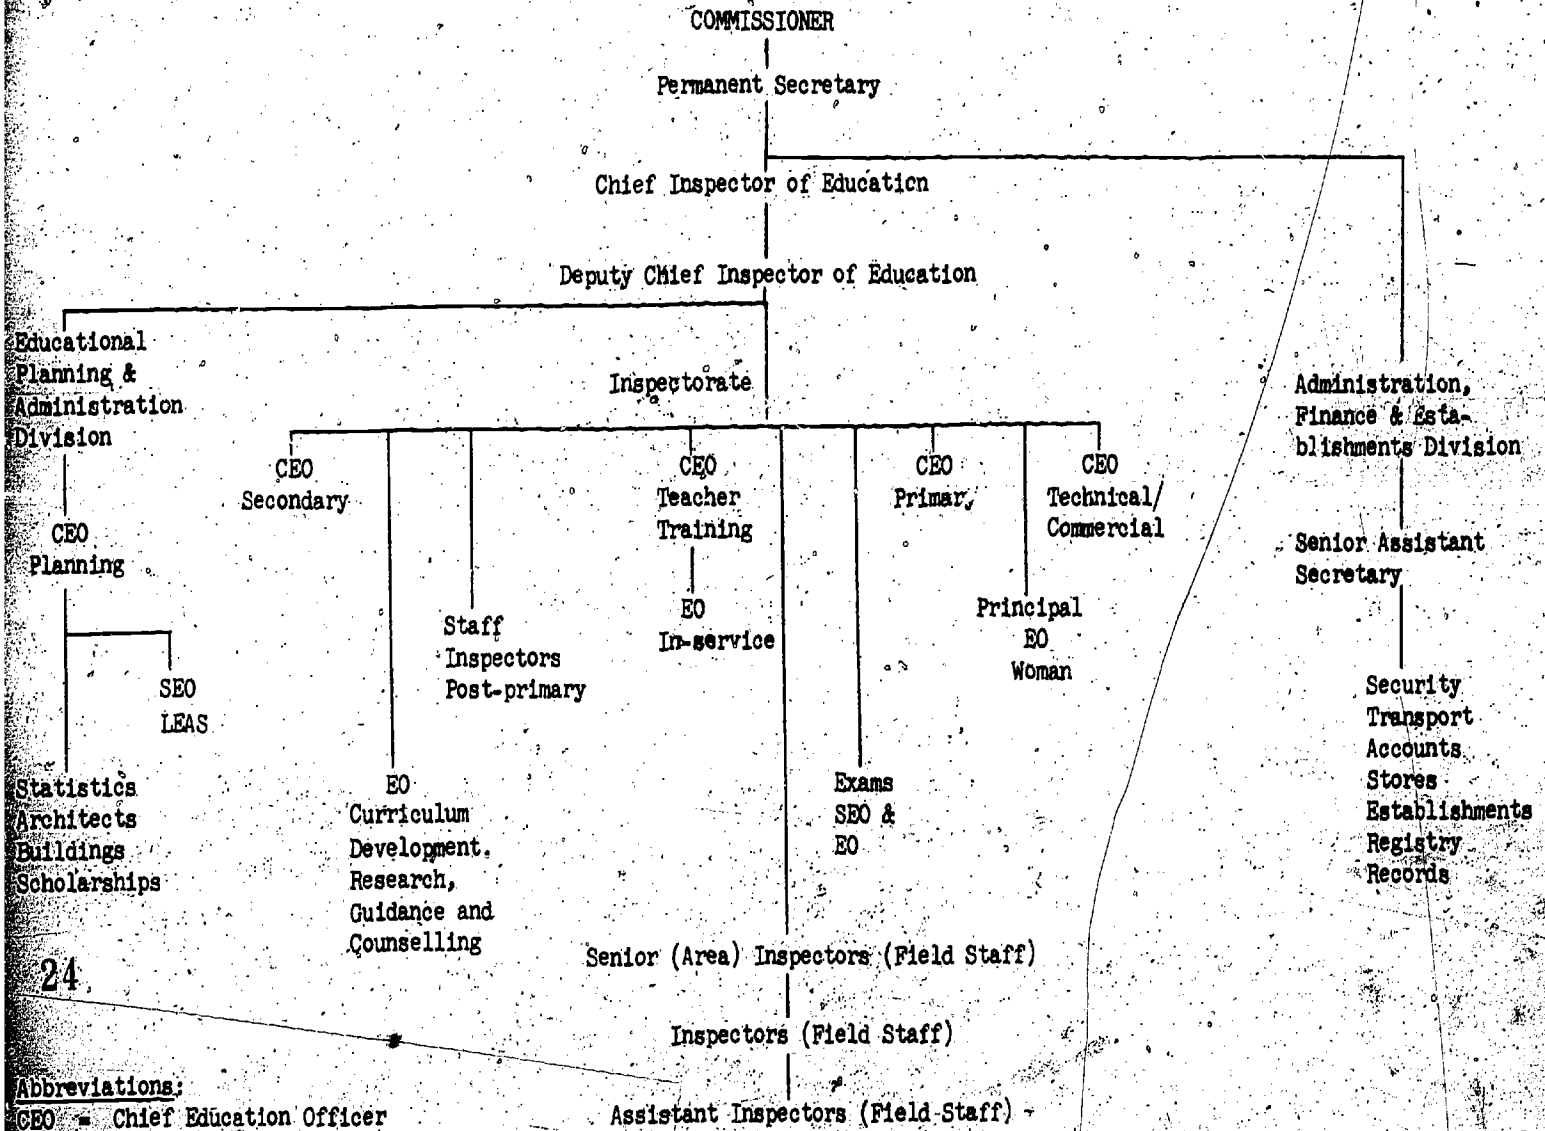 COMMISSIONER
Permanent Secretary
Chief Inspector of Education
Deputy Chief Inspector of Education
Educational
Planning &
Administration
Division
Inspectorate
Administration,
Finance & Esta-
blishments Division
CEO
Secondary
CEO
Teacher
Training
CEO
Primary
CEO
Technical/
Commercial
CEO
Planning
Senior Assistant
Secretary
Staff
Inspectors
Post-primary
EO
In-service
Principal
EO
Woman
SEO
LEAS
Security
Transport
Accounts
Stores
Establishments
Registry
Records
Statistics
Architects
Buildings
Scholarships
EO
Curriculum
Development.
Research,
Guidance and
Counselling
Exams
SEO &
EO
Senior (Area) Inspectors (Field Staff)
24
Inspectors (Field Staff)
Abbreviations:
CEO = Chief Education Officer
Assistant Inspectors (Field Staff)